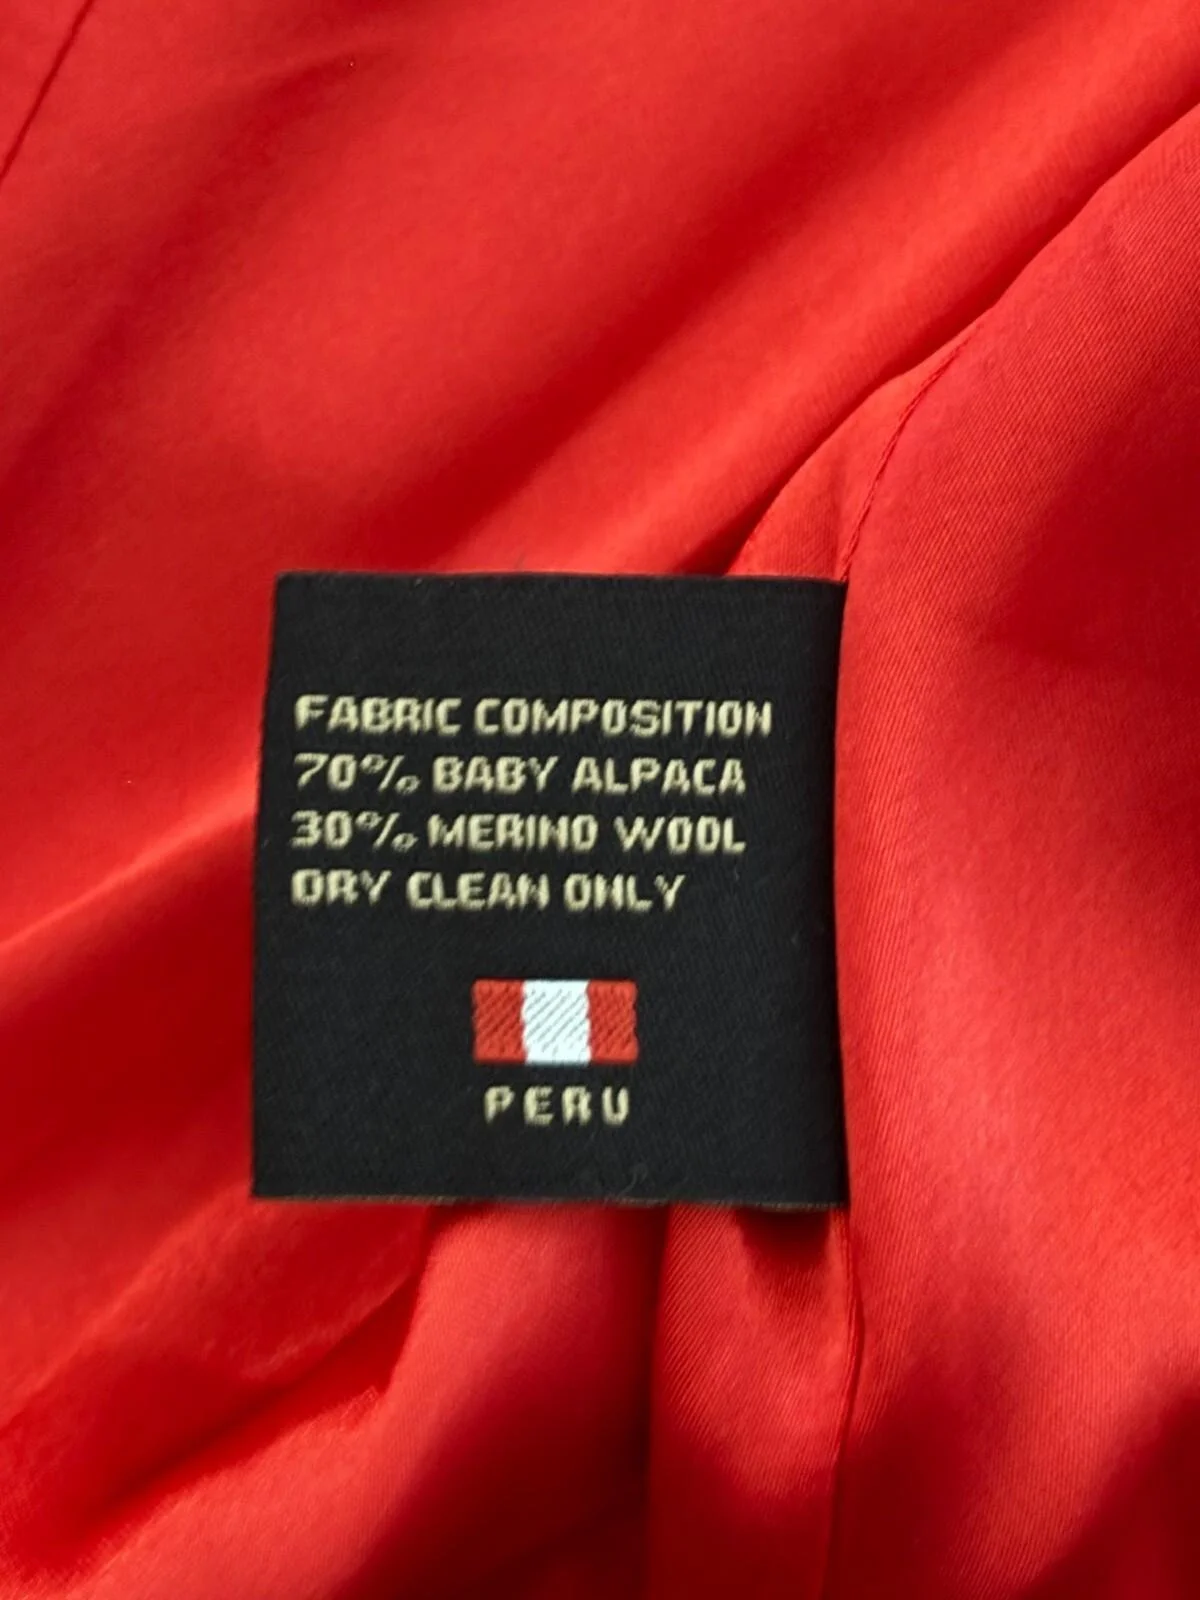 FABRIC COMPOSITION
70% BABY ALPACA
30% MERINO WOOL
DRY CLEAN ONLY
PERU